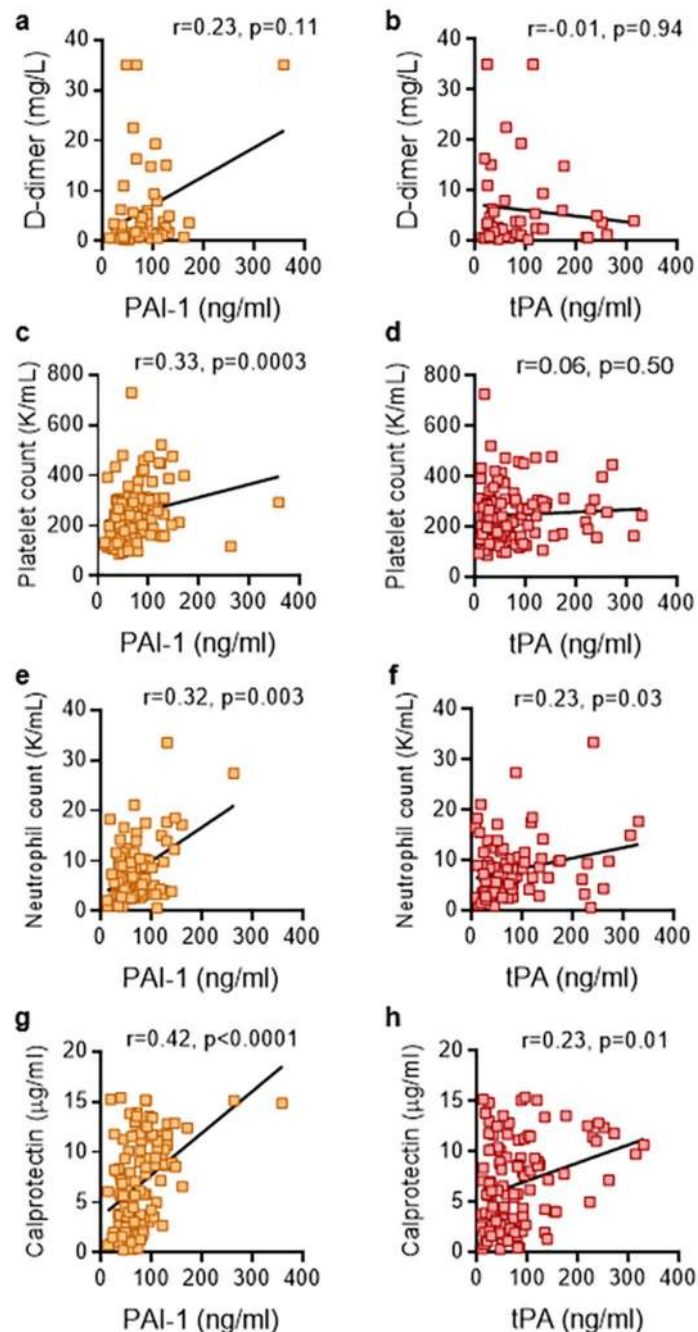 a
r=0.23, p=0.11
D-dimer (mg/L)
40
30
20
10
0
0 100 200 300 400
PAI-1 (ng/ml)
b
r=-0.01, p=0.94
D-dimer (mg/L)
40
30
20
10
0
0 100 200 300 400
tPA (ng/ml)
c
r=0.33, p=0.0003
Platelet count (K/mL)
800
600
400
200
0
0 100 200 300 400
PAI-1 (ng/ml)
d
r=0.06, p=0.50
Platelet count (K/mL)
800
600
400
200
0
0 100 200 300 400
tPA (ng/ml)
e
r=0.32, p=0.003
Neutrophil count (K/mL)
40
30
20
10
0
0 100 200 300 400
PAI-1 (ng/ml)
f
r=0.23, p=0.03
Neutrophil count (K/mL)
40
30
20
10
0
0 100 200 300 400
tPA (ng/ml)
g
r=0.42, p<0.0001
Calprotectin (µg/ml)
20
15
10
5
0
0 100 200 300 400
PAI-1 (ng/ml)
h
r=0.23, p=0.01
Calprotectin (µg/ml)
20
15
10
5
0
0 100 200 300 400
tPA (ng/ml)